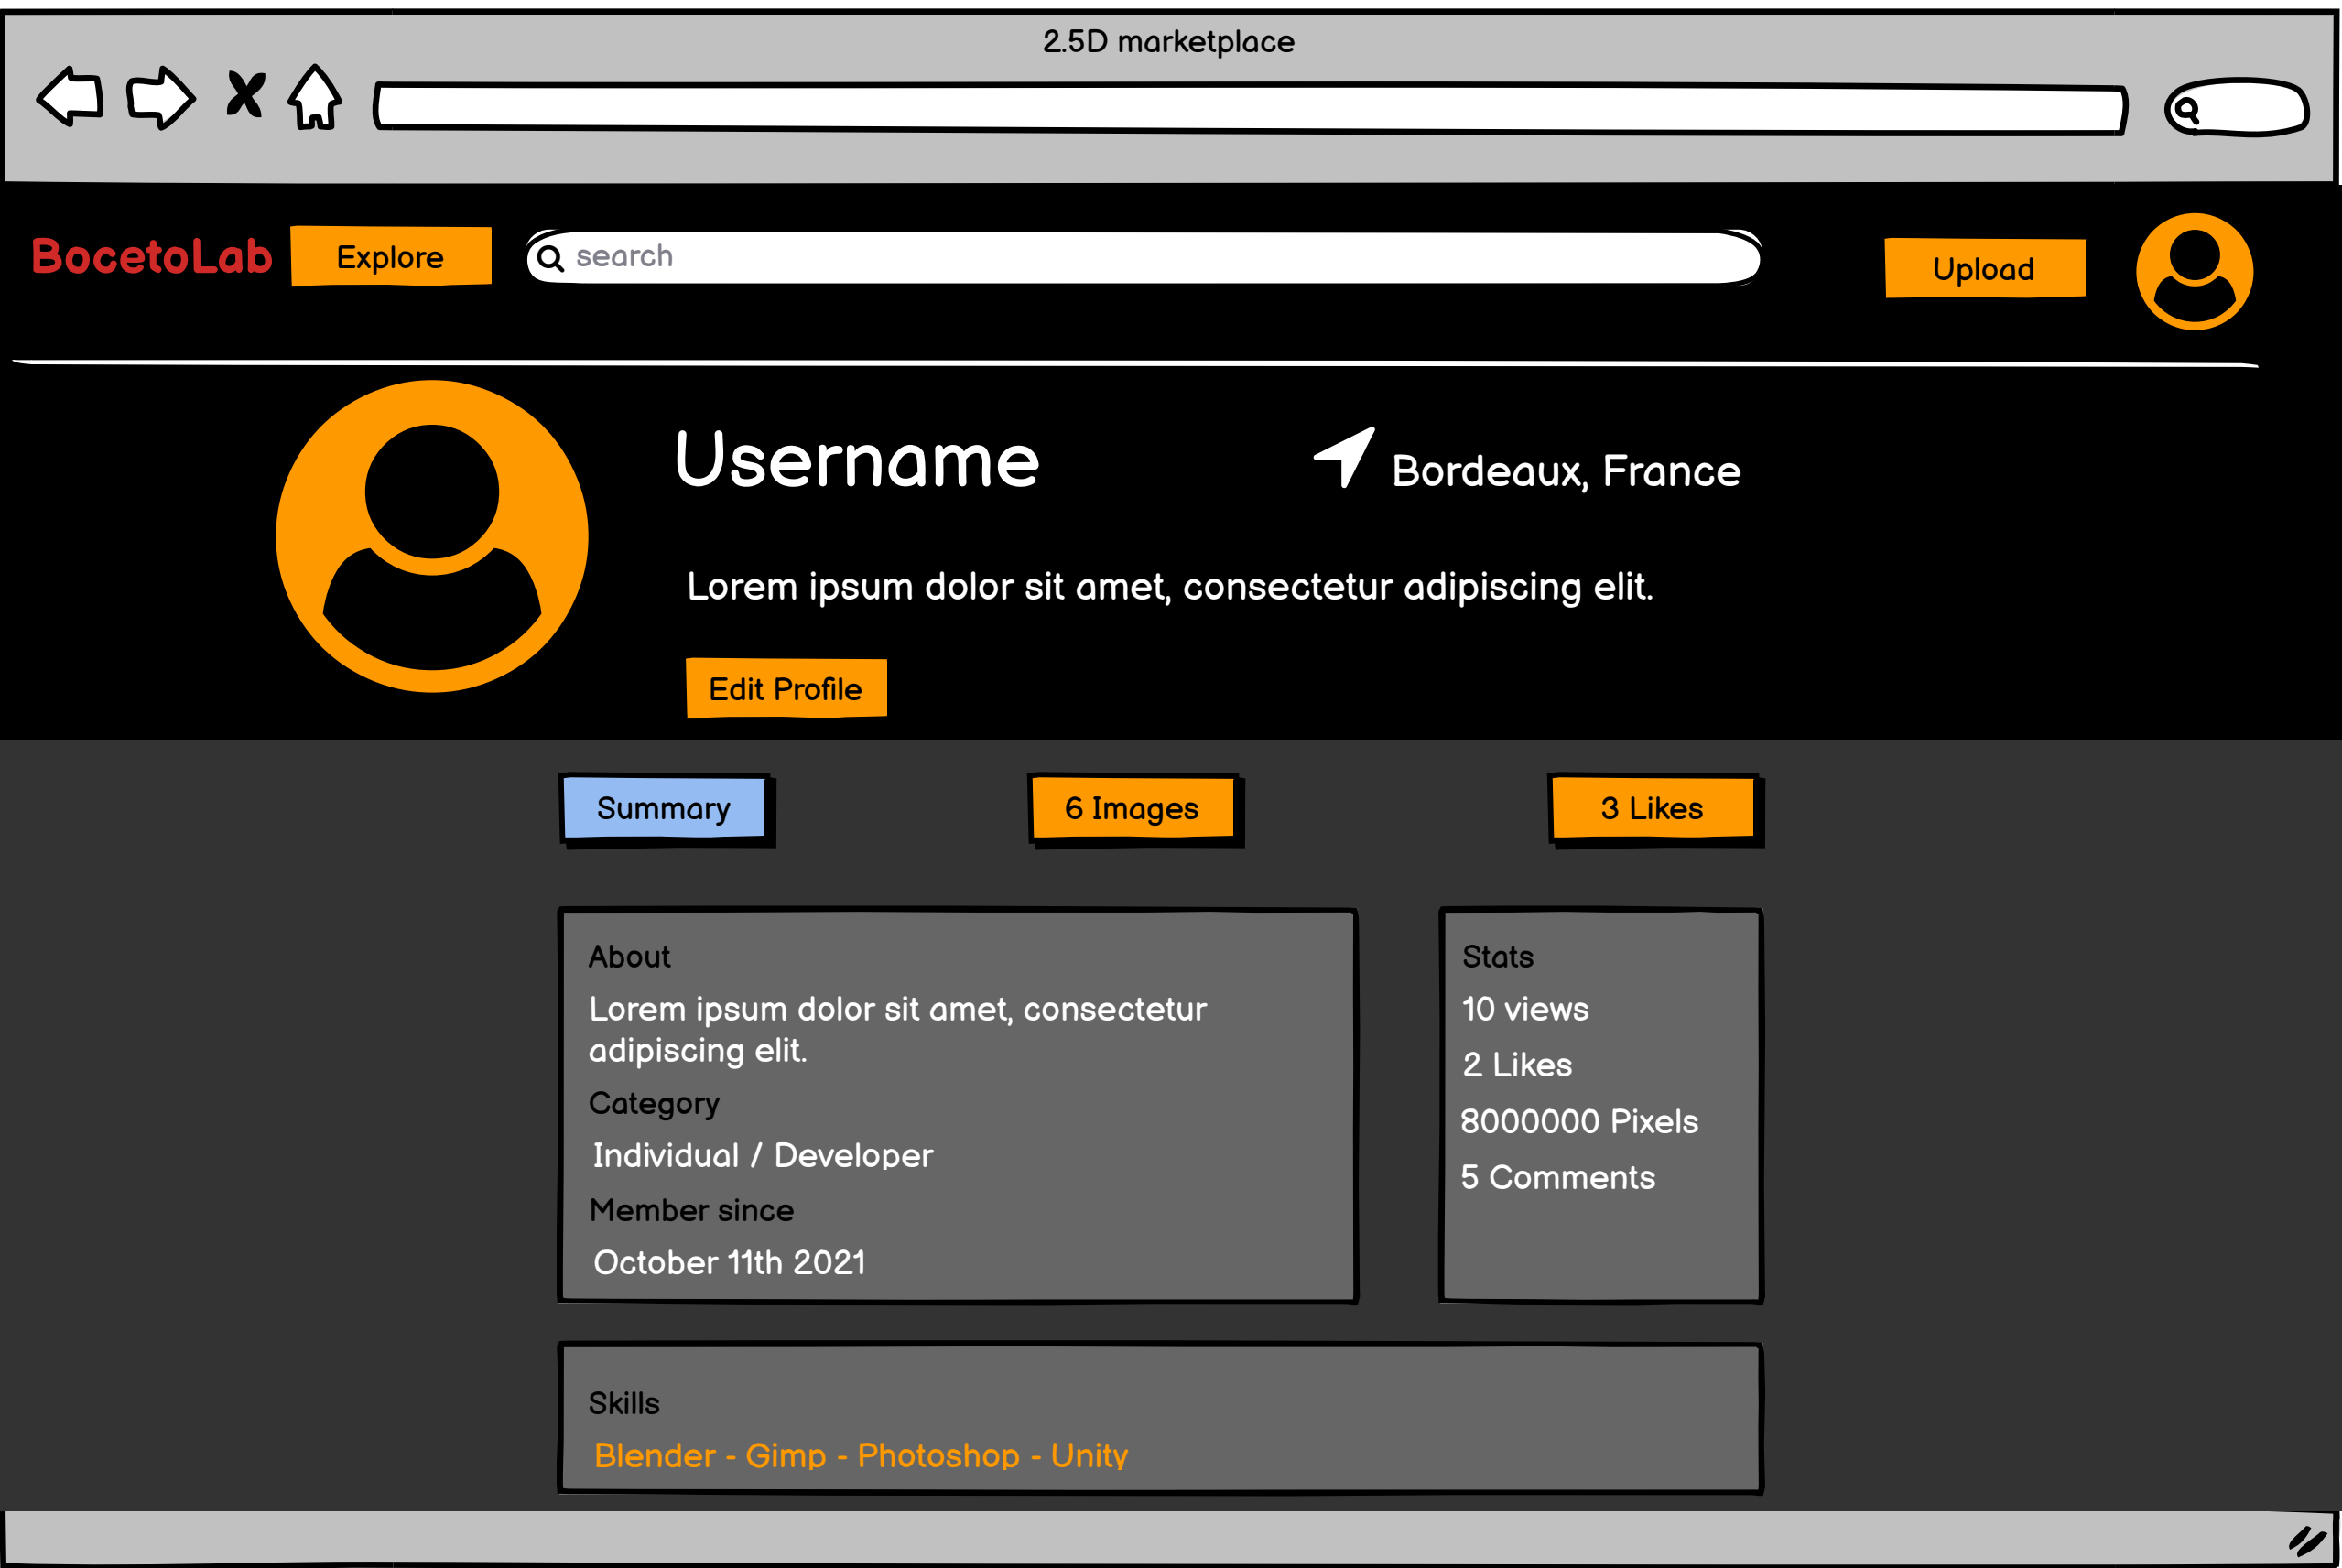 2.5D marketplace
BocetoLab
Explore
search
Upload
Username
Bordeaux, France
Lorem ipsum dolor sit amet, consectetur adipiscing elit.
Edit Profile
Summary
6 Images
3 Likes
About
Lorem ipsum dolor sit amet, consectetur
adipiscing elit.
Category
Individual / Developer
Member since
October 11th 2021
Stats
10 views
2 Likes
8000000 Pixels
5 Comments
Skills
Blender - Gimp - Photoshop - Unity